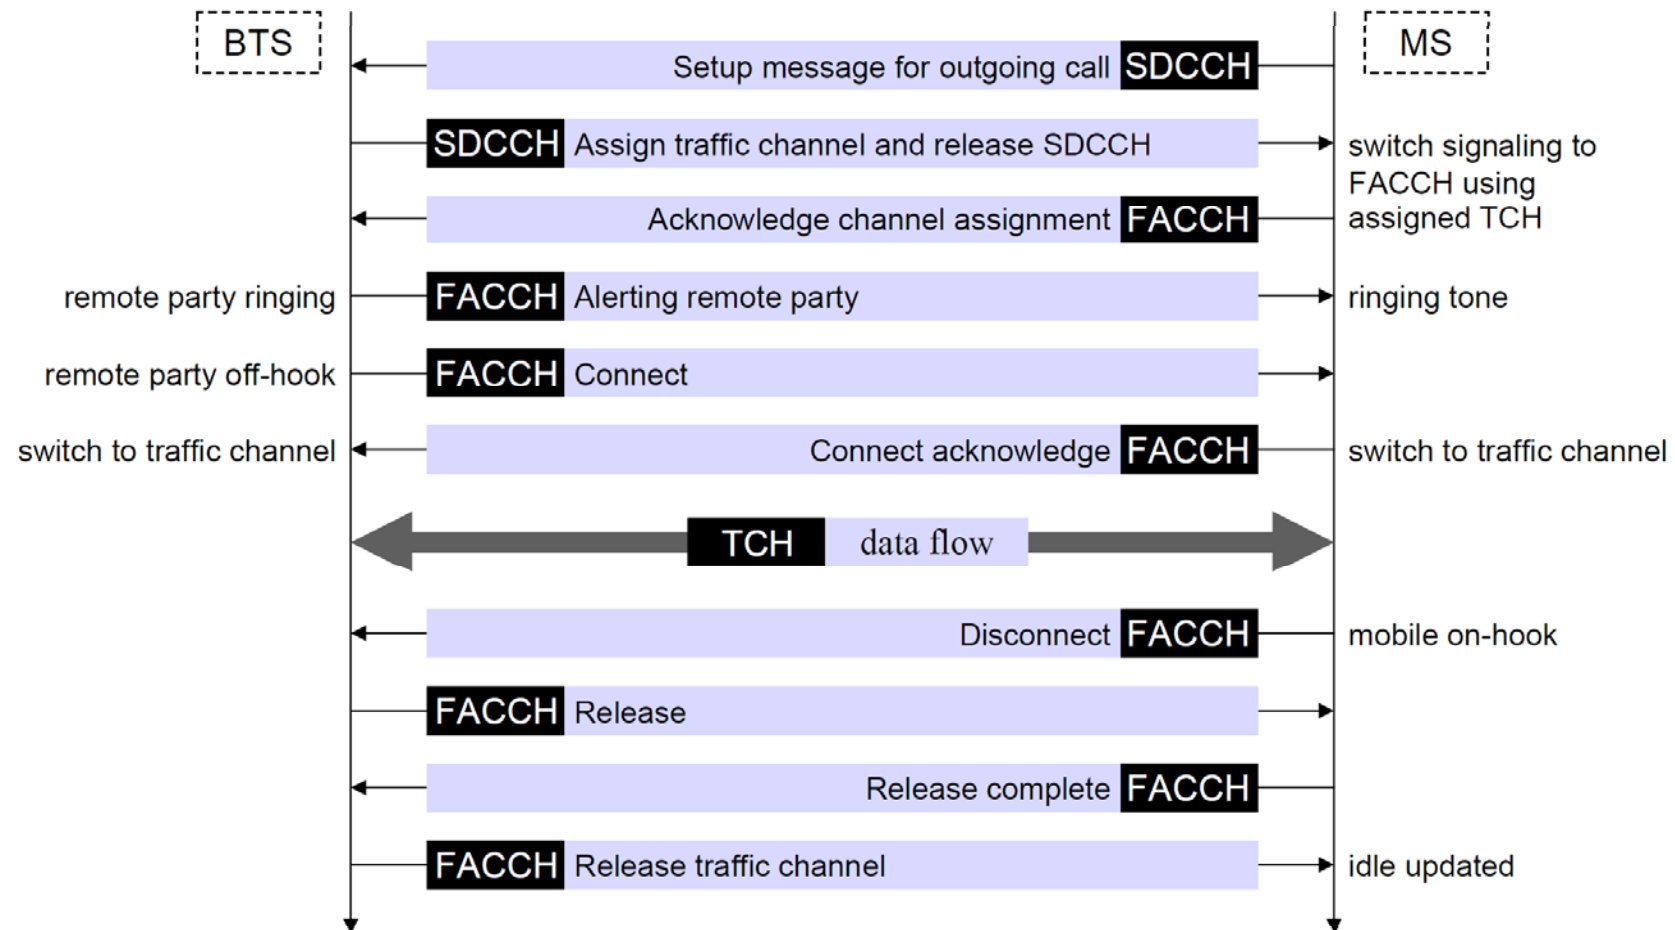 BTS
MS
Setup message for outgoing call SDCCH
SDCCH Assign traffic channel and release SDCCH
switch signaling to
FACCH using
assigned TCH
Acknowledge channel assignment FACCH
remote party ringing
FACCH Alerting remote party
ringing tone
remote party off-hook
FACCH Connect
switch to traffic channel
Connect acknowledge FACCH
switch to traffic channel
TCH data flow
Disconnect FACCH
mobile on-hook
FACCH Release
Release complete FACCH
FACCH Release traffic channel
idle updated